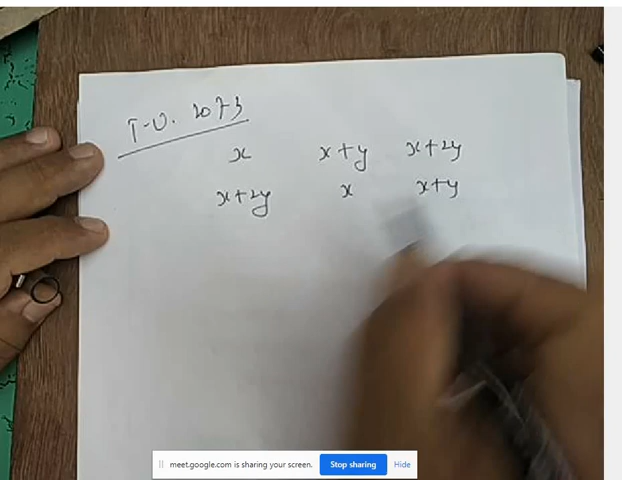 T.U. 2073
x x+y x+2y
x+2y x x+y
meet.google.com is sharing your screen. Stop sharing Hide